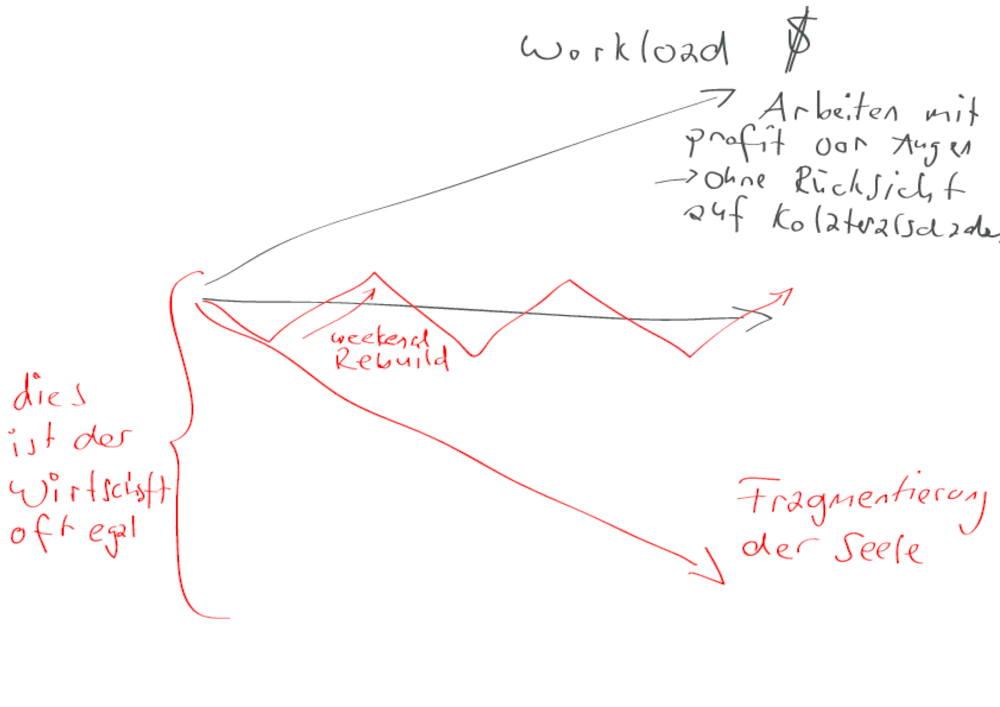 Workload $
Arbeiten mit
profit vor Augen
→ ohne Rücksicht
auf Kolateralschaden
weekend
Rebuild
dies
ist der
Wirtschaft
oft egal
Fragmentierung
der Seele